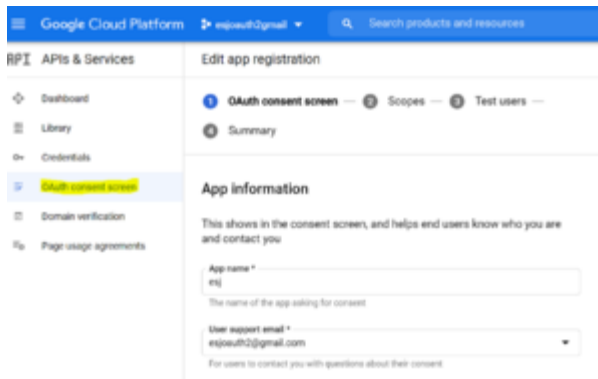 Google Cloud Platform
esjoauth2gmail
Search products and resources
API APIs & Services
Edit app registration
Dashboard
Library
Credentials
OAuth consent screen
Domain verification
Page usage agreements
1 OAuth consent screen — 2 Scopes — 3 Test users —
4 Summary
App information
This shows in the consent screen, and helps end users know who you are
and contact you
App name *
esj
The name of the app asking for consent
User support email *
esjoauth2@gmail.com
For users to contact you with questions about their consent